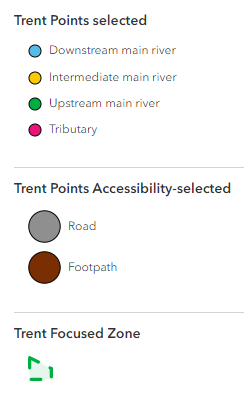 Trent Points selected
Downstream main river
Intermediate main river
Upstream main river
Tributary
Trent Points Accessibility-selected
Road
Footpath
Trent Focused Zone